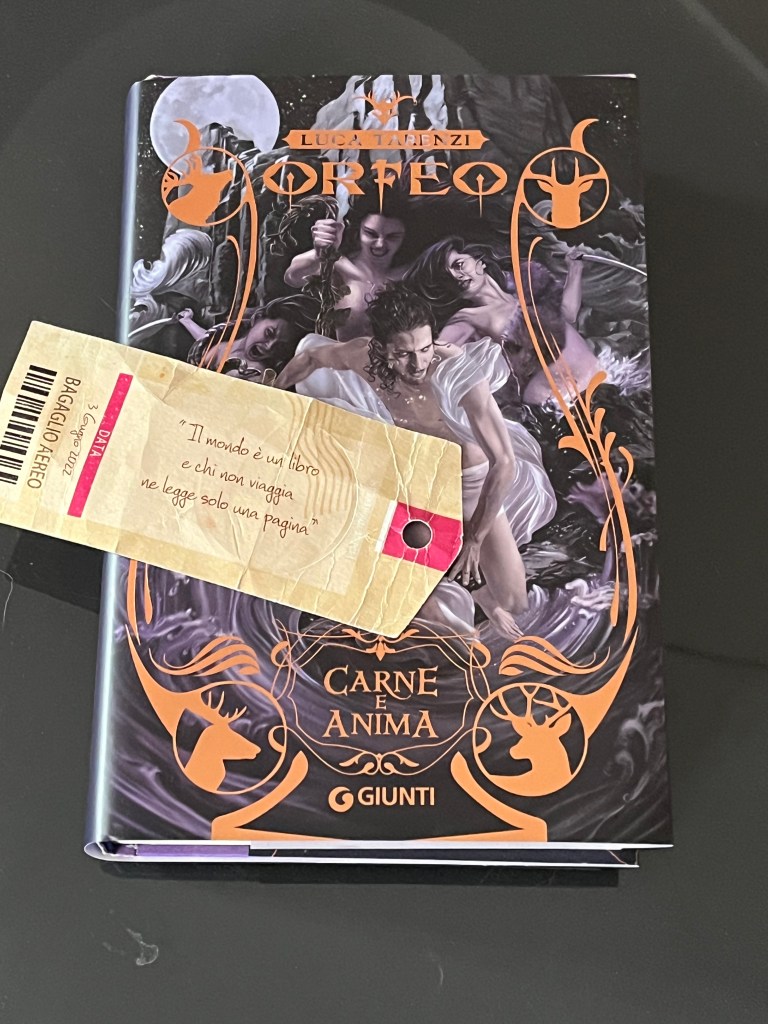 LUCA TARENZI
ORFEO
BAGAGLIO AEREO
3 Giugno 2022
DATA
"Il mondo è un libro
e chi non viaggia
ne legge solo una pagina"
CARNE
E
ANIMA
GIUNTI